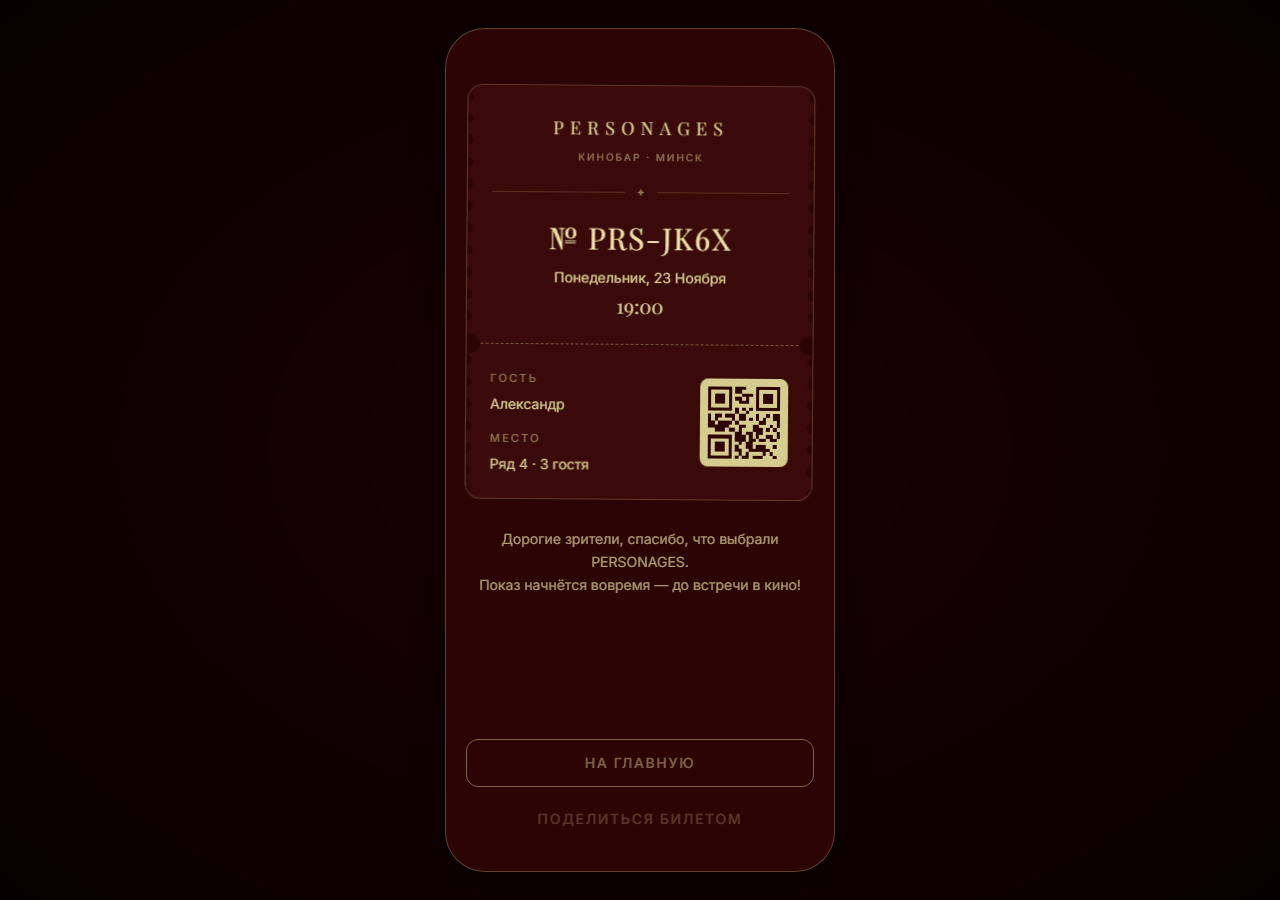 PERSONAGES
КИНОБАР · МИНСК
№ PRS-JK6X
Понедельник, 23 Ноября
19:00
ГОСТЬ
Александр
МЕСТО
Ряд 4 · 3 гостя
Дорогие зрители, спасибо, что выбрали
PERSONAGES.
Показ начнётся вовремя — до встречи в кино!
НА ГЛАВНУЮ
ПОДЕЛИТЬСЯ БИЛЕТОМ